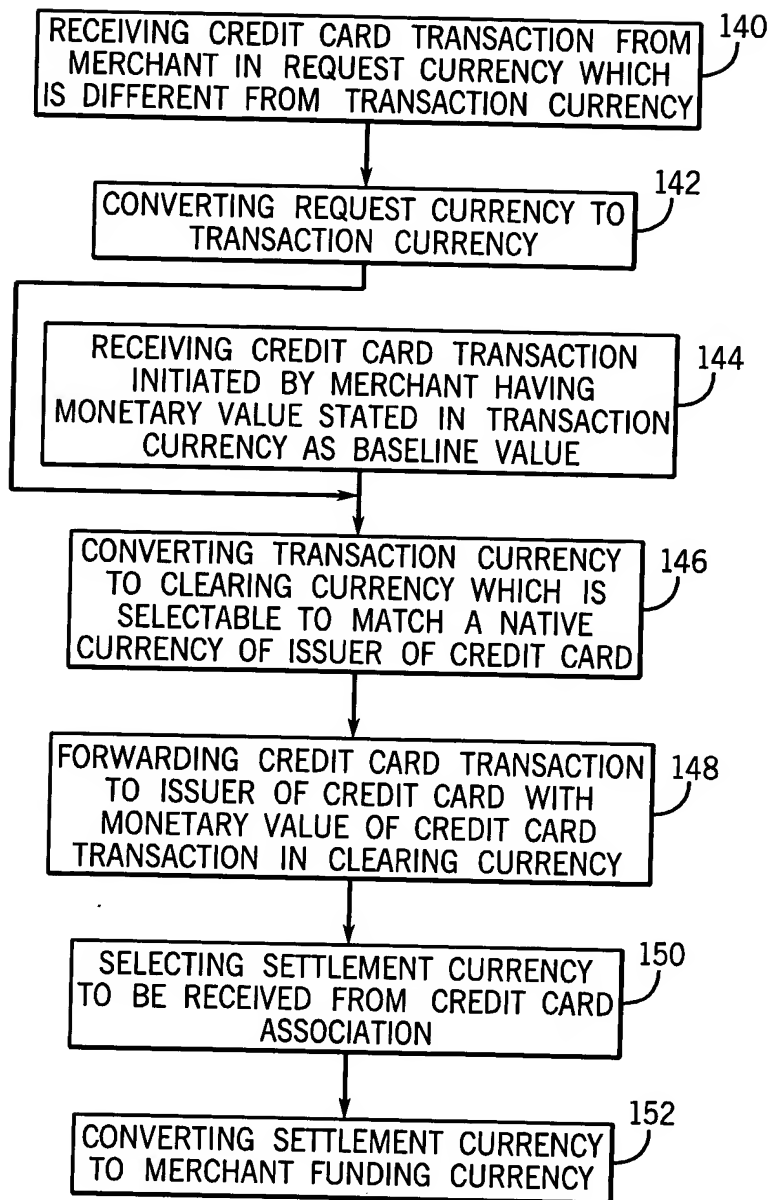 RECEIVING CREDIT CARD TRANSACTION FROM
MERCHANT IN REQUEST CURRENCY WHICH
IS DIFFERENT FROM TRANSACTION CURRENCY
140
CONVERTING REQUEST CURRENCY TO
TRANSACTION CURRENCY
142
RECEIVING CREDIT CARD TRANSACTION
INITIATED BY MERCHANT HAVING
MONETARY VALUE STATED IN TRANSACTION
CURRENCY AS BASELINE VALUE
144
CONVERTING TRANSACTION CURRENCY
TO CLEARING CURRENCY WHICH IS
SELECTABLE TO MATCH A NATIVE
CURRENCY OF ISSUER OF CREDIT CARD
146
FORWARDING CREDIT CARD TRANSACTION
TO ISSUER OF CREDIT CARD WITH
MONETARY VALUE OF CREDIT CARD
TRANSACTION IN CLEARING CURRENCY
148
SELECTING SETTLEMENT CURRENCY
TO BE RECEIVED FROM CREDIT CARD
ASSOCIATION
150
CONVERTING SETTLEMENT CURRENCY
TO MERCHANT FUNDING CURRENCY
152